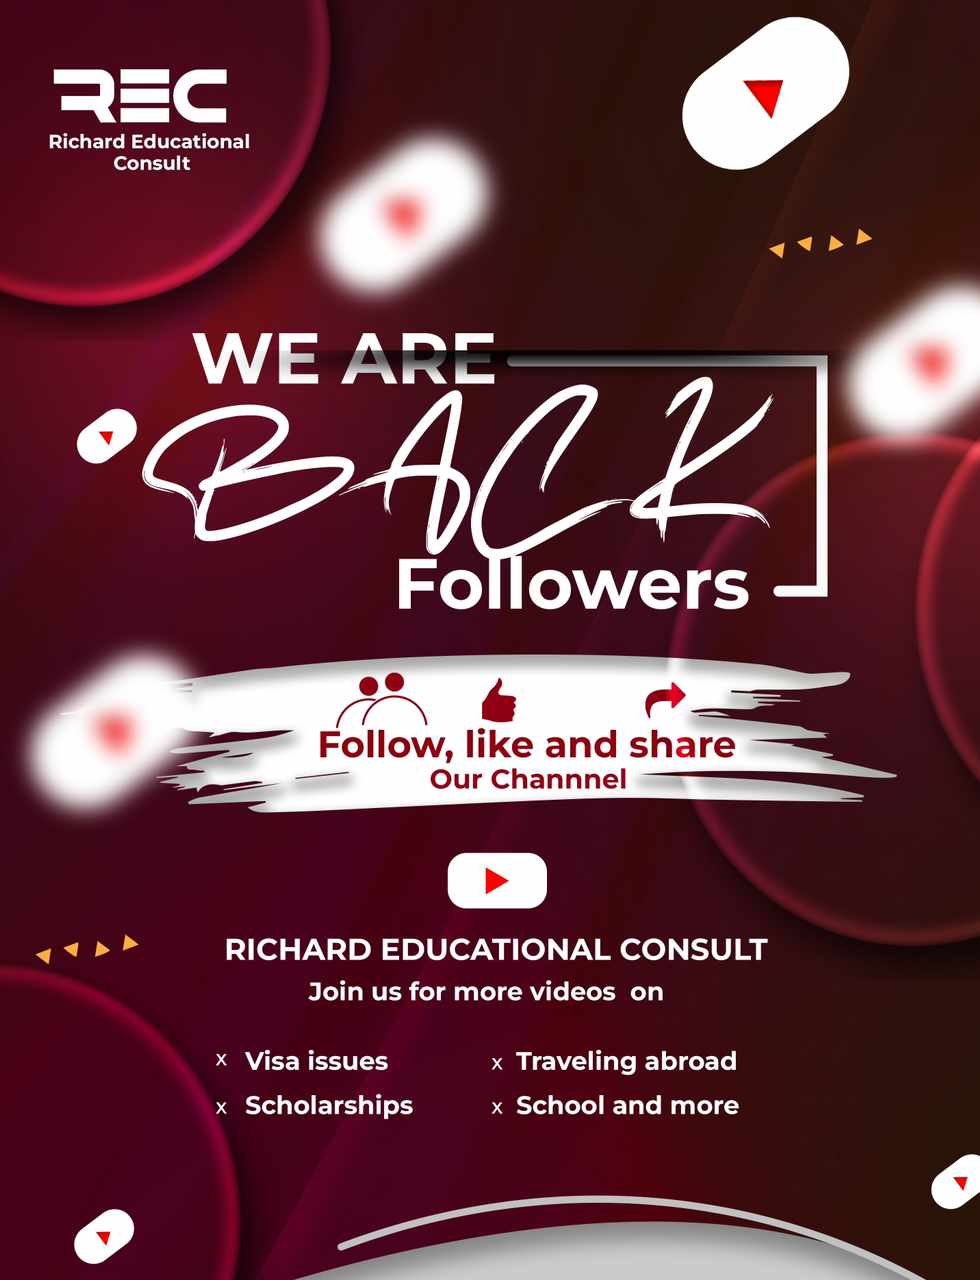 REC
Richard Educational
Consult
WE ARE
BACK
Followers
Follow, like and share
Our Channnel
RICHARD EDUCATIONAL CONSULT
Join us for more videos on
x Visa issues
x Traveling abroad
x Scholarships
x School and more